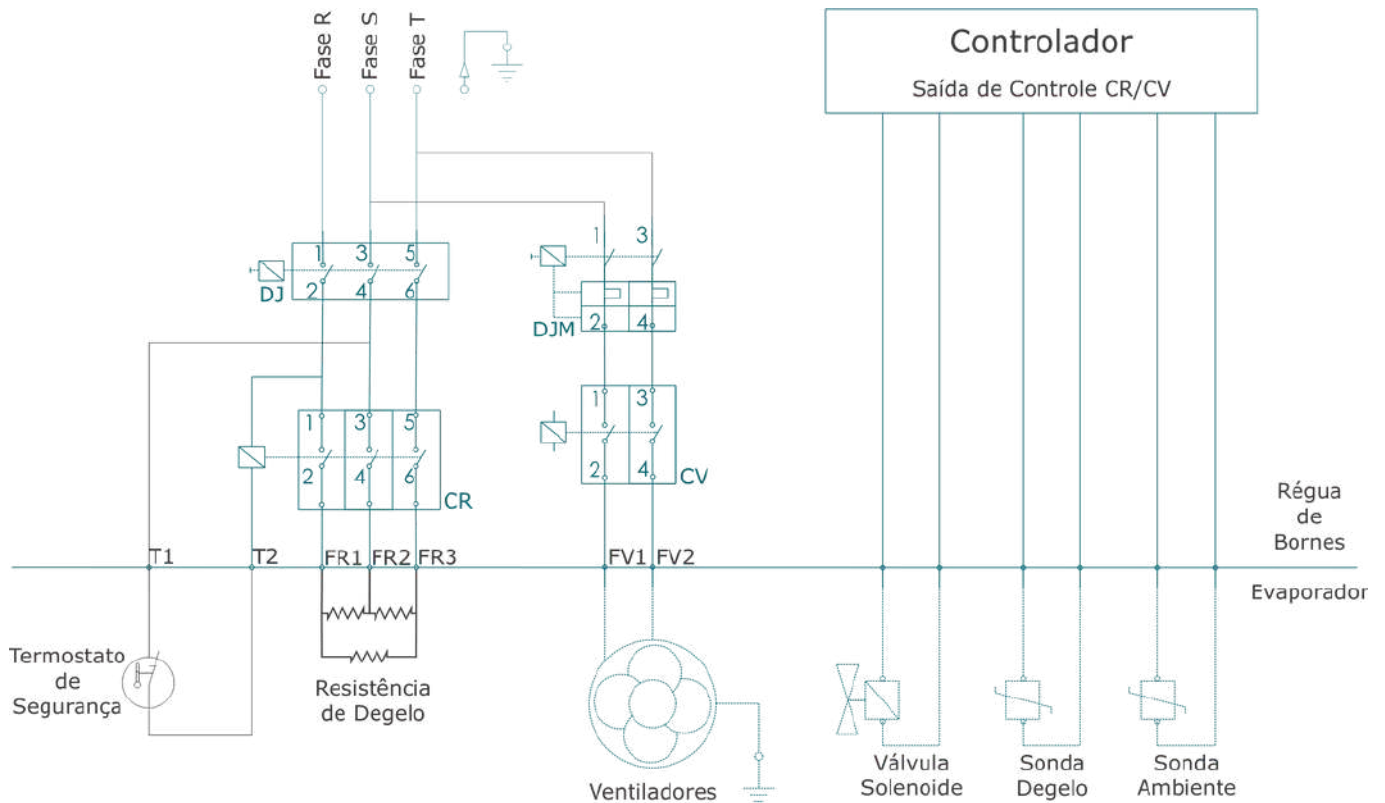 Fase R
Fase S
Fase T
Controlador
Saída de Controle CR/CV
1 3 5
DJ
2 4 6
1 3
DJM
2 4
1 3 5
2 4 6
CR
1 3
2 4
CV
Régua
de
Bornes
T1 T2 FR1 FR2 FR3 FV1 FV2
Evaporador
Termostato
de
Segurança
Resistência
de Degelo
Ventiladores
Válvula
Solenoide
Sonda
Degelo
Sonda
Ambiente